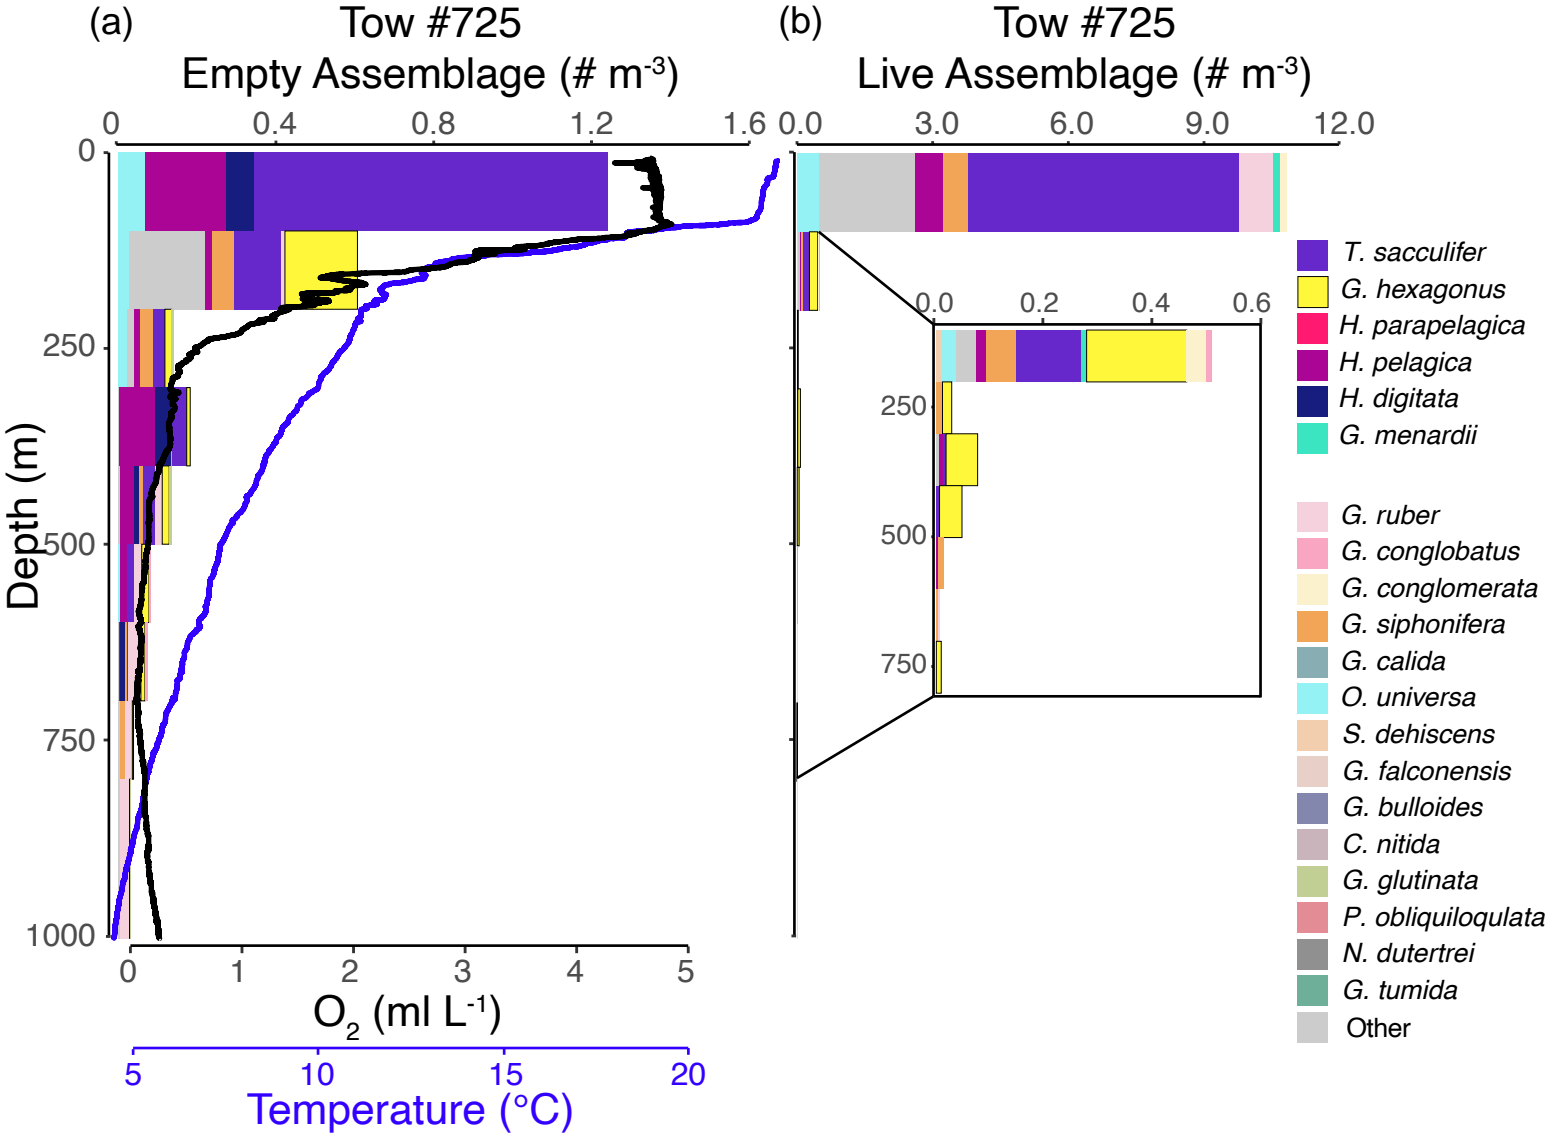 (a)
Tow #725
Empty Assemblage (# m-3)
0 0.4 0.8 1.2 1.6
0
250
500
750
1000
Depth (m)
0 1 2 3 4 5
O2 (ml L-1)
5 10 15 20
Temperature (°C)
(b)
Tow #725
Live Assemblage (# m-3)
0.0 3.0 6.0 9.0 12.0
0.0 0.2 0.4 0.6
250
500
750
T. sacculifer
G. hexagonus
H. parapelagica
H. pelagica
H. digitata
G. menardii
G. ruber
G. conglobatus
G. conglomerata
G. siphonifera
G. calida
O. universa
S. dehiscens
G. falconensis
G. bulloides
C. nitida
G. glutinata
P. obliquiloqulata
N. dutertrei
G. tumida
Other